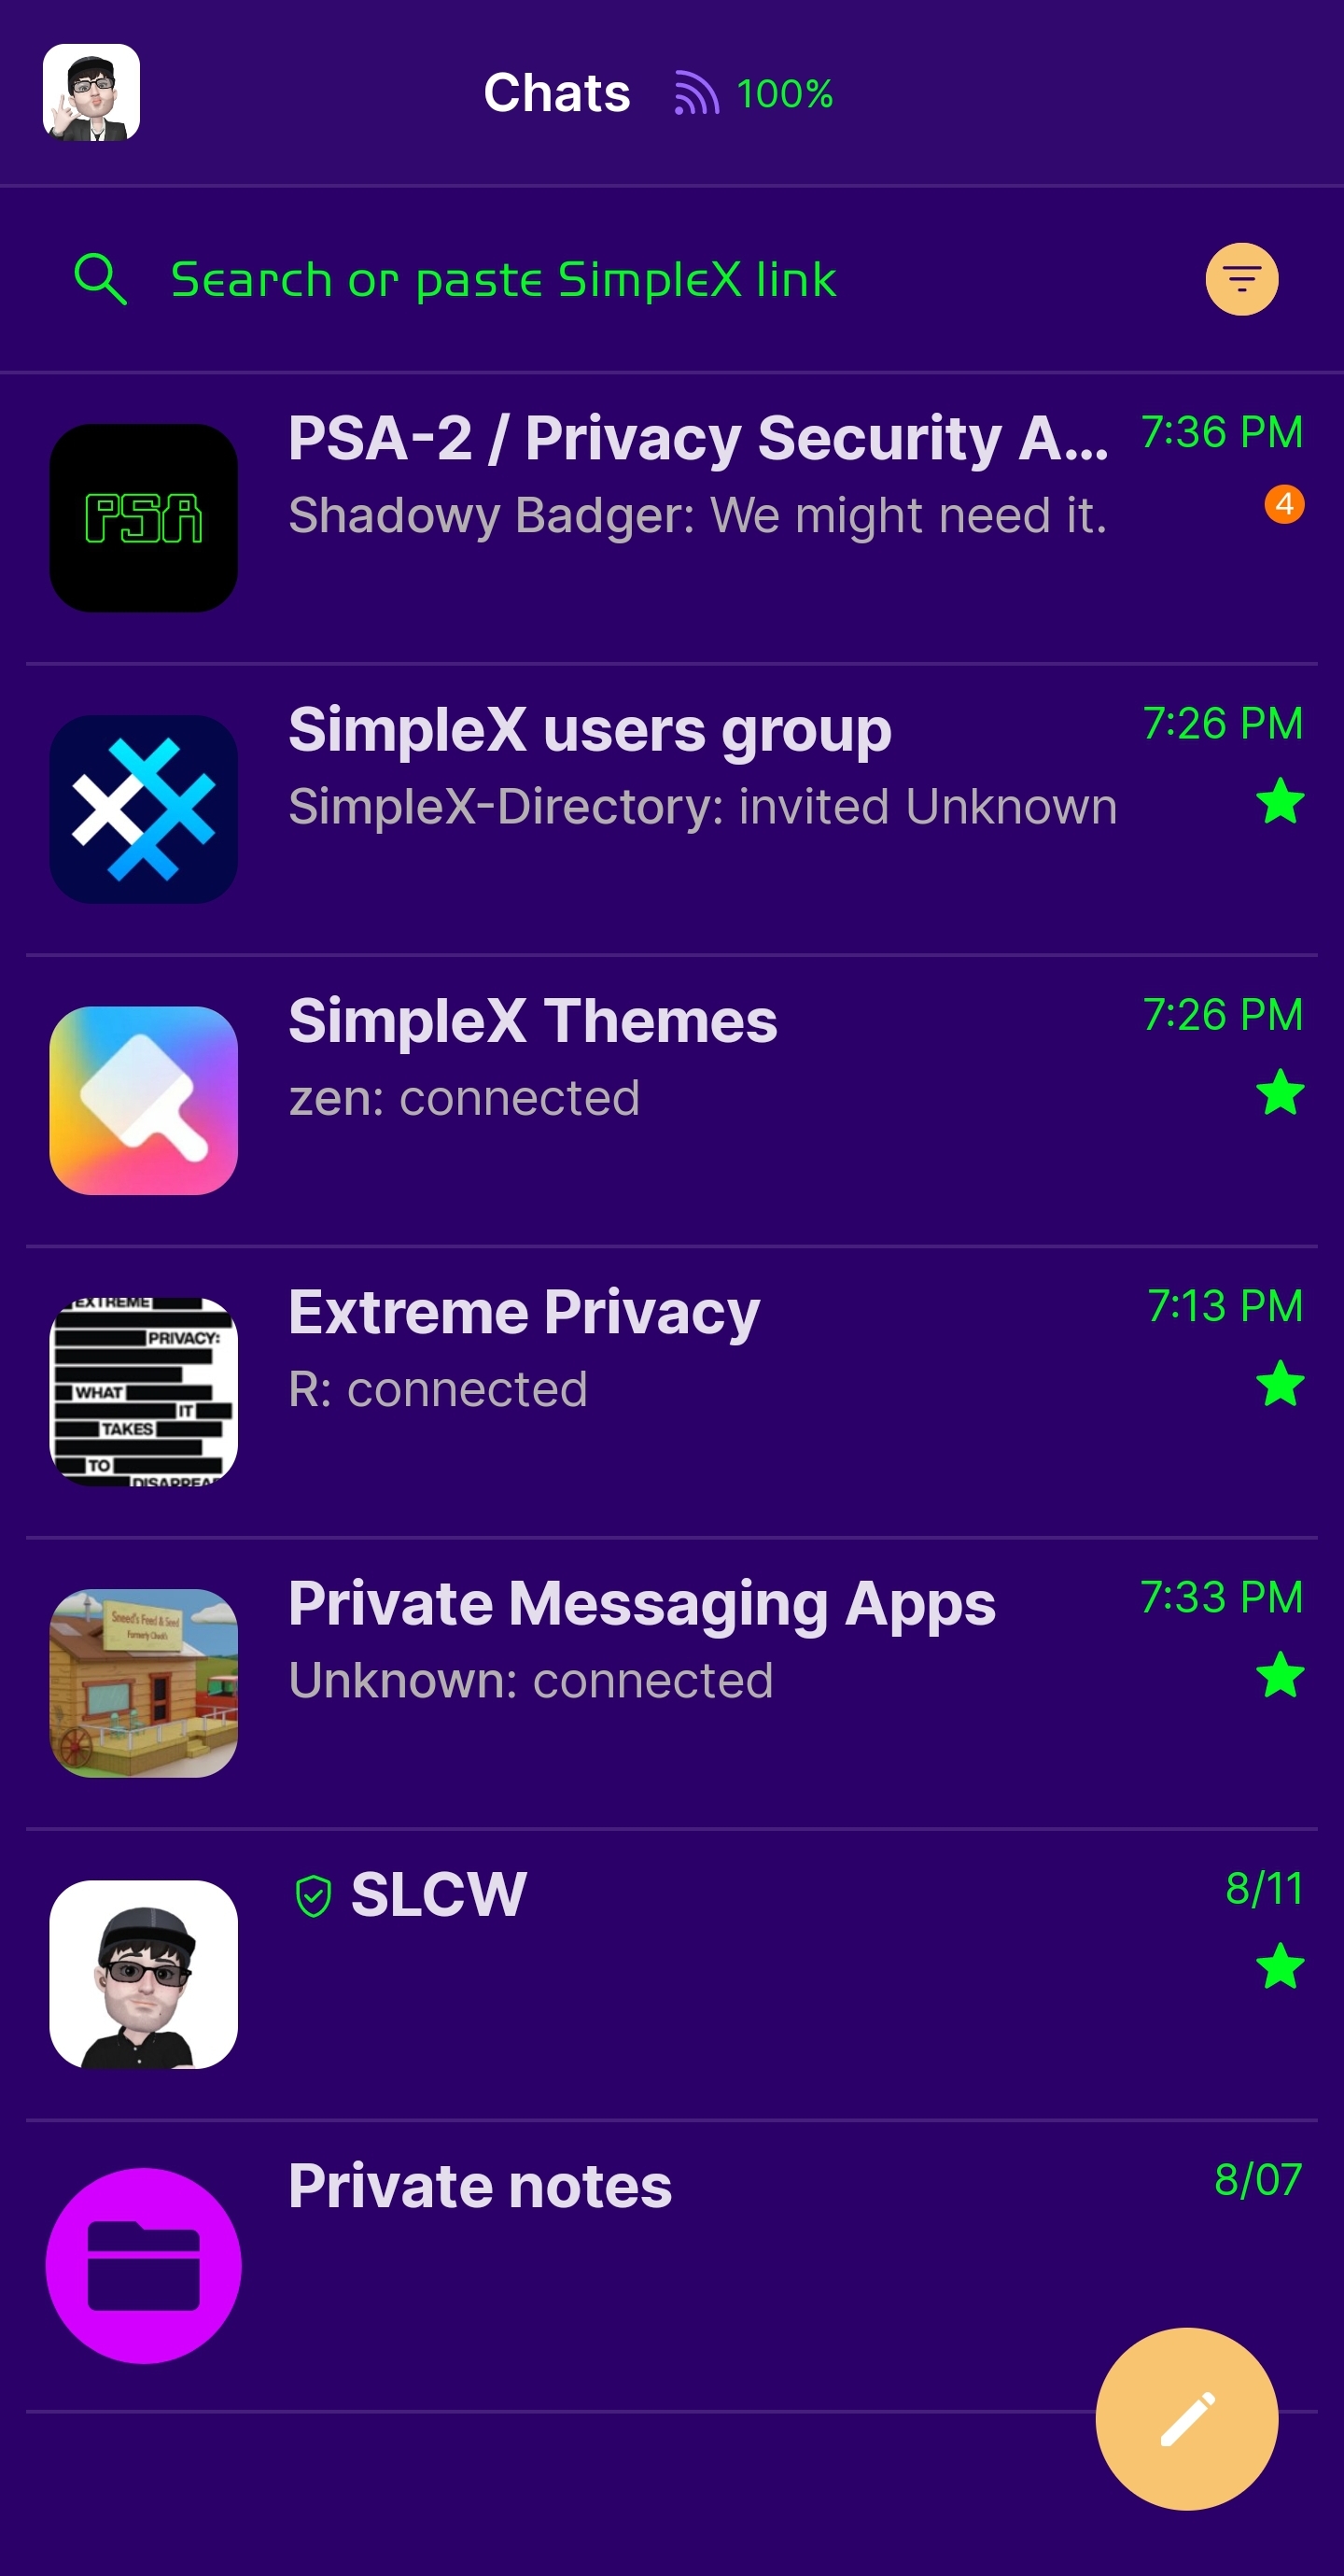 Chats 100%
Search or paste SimpleX link
PSA-2 / Privacy Security A... 7:36 PM
PSA
Shadowy Badger: We might need it. 4
SimpleX users group 7:26 PM
SimpleX-Directory: invited Unknown
SimpleX Themes 7:26 PM
zen: connected
Extreme Privacy 7:13 PM
R: connected
EXTREME
PRIVACY:
WHAT
IT
TAKES
TO
DISAPPEAR
Private Messaging Apps 7:33 PM
Unknown: connected
Sneed's Feed & Seed
Formerly Chuck's
SLCW 8/11
Private notes 8/07